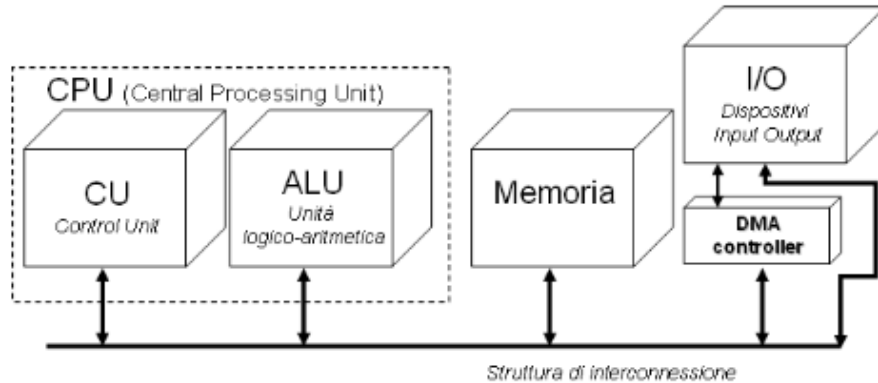 CPU (Central Processing Unit)
CU
Control Unit
ALU
Unità
logico-aritmetica
Memoria
I/O
Dispositivi
Input Output
DMA
controller
Struttura di interconnessione